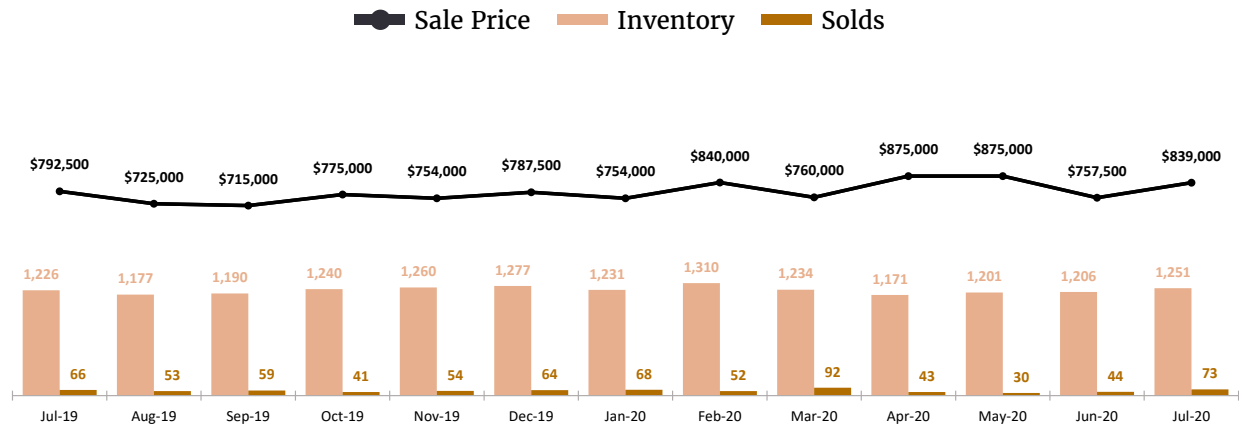 Sale Price Inventory Solds
$792,500 $725,000 $715,000 $775,000 $754,000 $787,500 $754,000 $840,000 $760,000 $875,000 $875,000 $757,500 $839,000
1,226 1,177 1,190 1,240 1,260 1,277 1,231 1,310 1,234 1,171 1,201 1,206 1,251
66 53 59 41 54 64 68 52 92 43 30 44 73
Jul-19 Aug-19 Sep-19 Oct-19 Nov-19 Dec-19 Jan-20 Feb-20 Mar-20 Apr-20 May-20 Jun-20 Jul-20